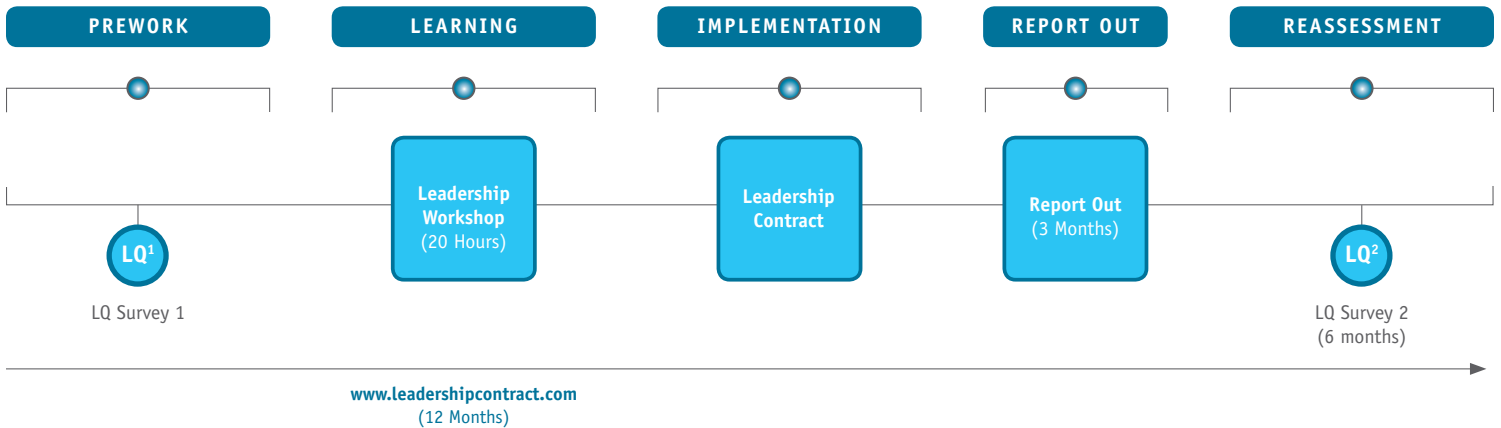 PREWORK
LEARNING
IMPLEMENTATION
REPORT OUT
REASSESSMENT
Leadership
Workshop
(20 Hours)
Leadership
Contract
Report Out
(3 Months)
LQ¹
LQ Survey 1
LQ²
LQ Survey 2
(6 months)
www.leadershipcontract.com
(12 Months)